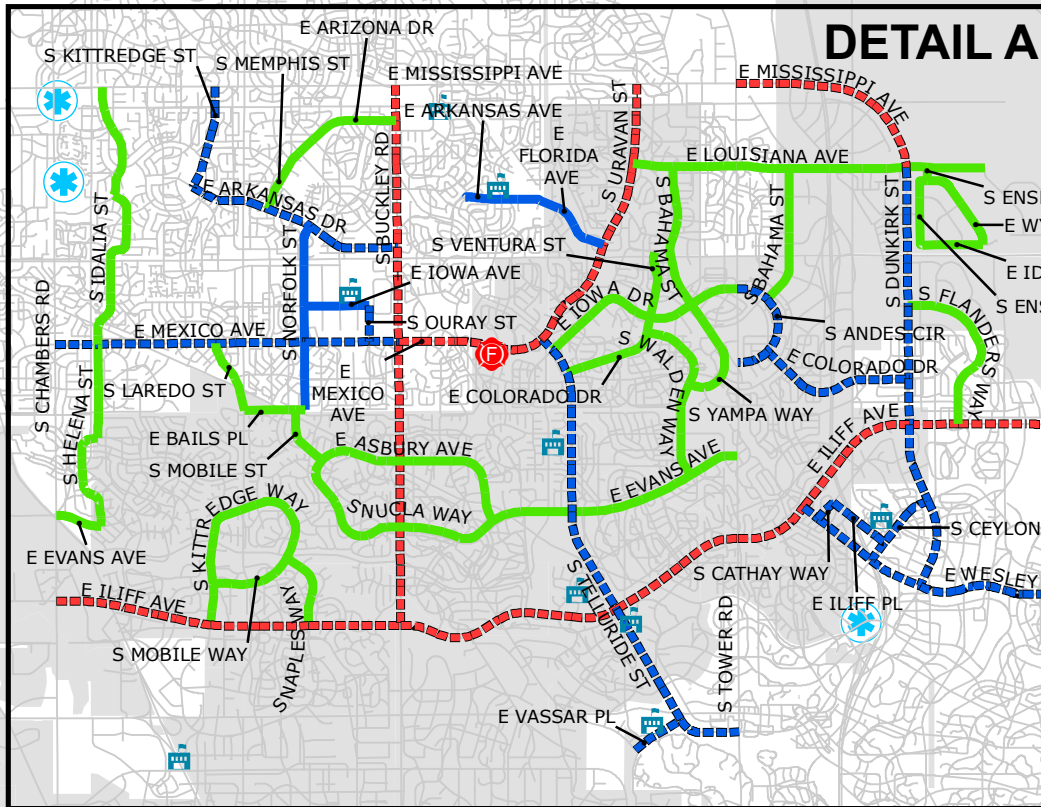 DETAIL A
E ARIZONA DR
S KITTREDGE ST
S MEMPHIS ST
E MISSISSIPPI AVE
E MISSISSIPPI AVE
E ARKANSAS AVE
E
FLORIDA
AVE
S URAVAN ST
S BUCKLEY RD
E LOUISIANA AVE
E ARKANSAS DR
S IDALIA ST
S BAHAMA ST
S BAHAMA ST
S DUNKIRK ST
S ENS
E WY
E ID
S ENS
S VENTURA ST
E IOWA AVE
S NORFOLK ST
E IOWA DR
S FLANDERS WAY
S CHAMBERS RD
E MEXICO AVE
S OURAY ST
S ANDES CIR
E COLORADO DR
S WALDEN WAY
S LAREDO ST
E
MEXICO
AVE
E COLORADO DR
S YAMPA WAY
S HELENA ST
E BAILS PL
E ASBURY AVE
E ILIFF AVE
S MOBILE ST
E EVANS AVE
S KITTREDGE WAY
S NUCLA WAY
E EVANS AVE
S CEYLON
S CATHAY WAY
E WESLEY
E ILIFF PL
E ILIFF AVE
S TELLURIDE ST
S TOWER RD
S MOBILE WAY
S NAPLES WAY
E VASSAR PL
F